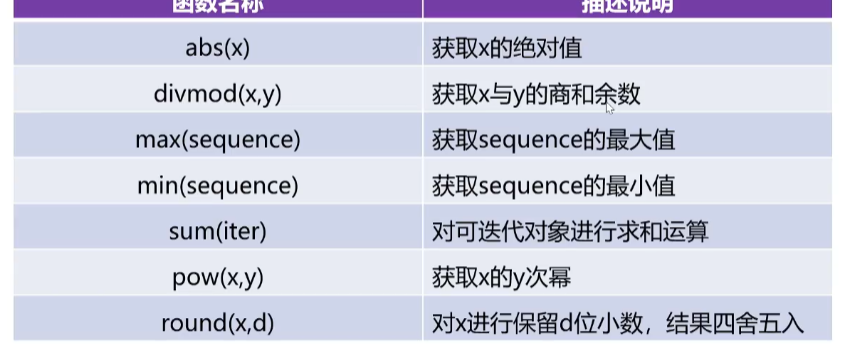 函数名称 描述说明
abs(x) 获取x的绝对值
divmod(x,y) 获取x与y的商和余数
max(sequence) 获取sequence的最大值
min(sequence) 获取sequence的最小值
sum(iter) 对可迭代对象进行求和运算
pow(x,y) 获取x的y次幂
round(x,d) 对x进行保留d位小数，结果四舍五入